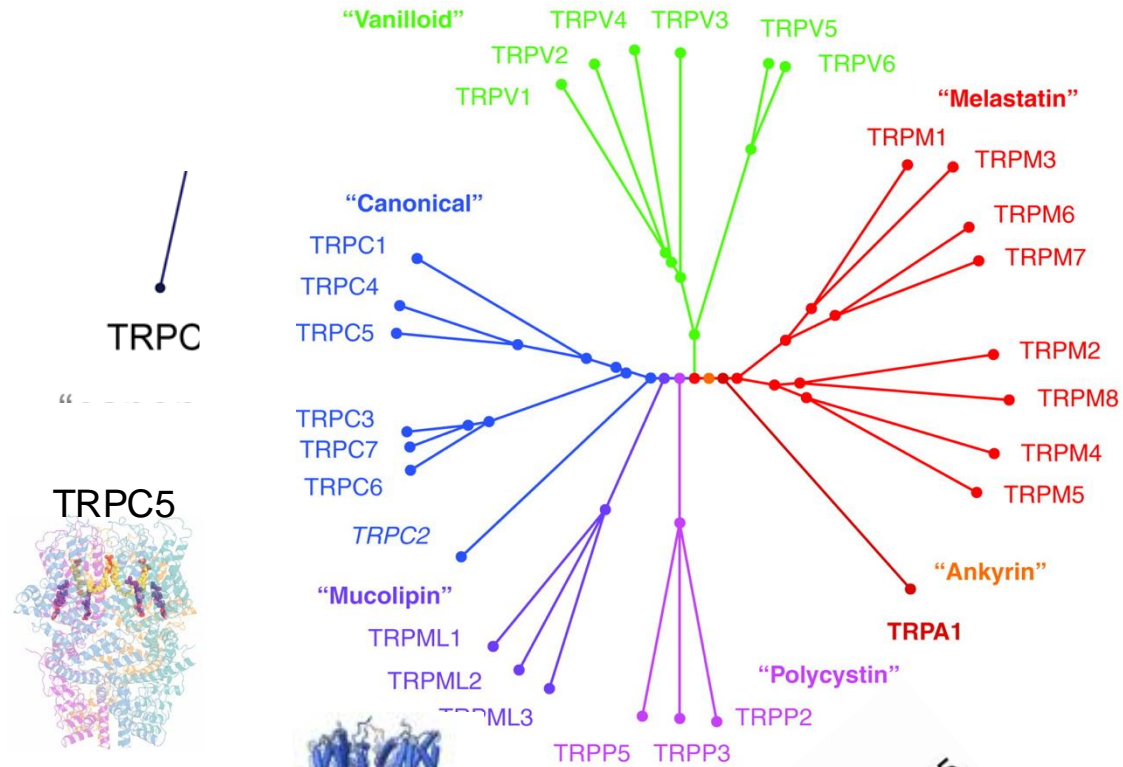 “Vanilloid”
TRPV4
TRPV3
TRPV5
TRPV2
TRPV6
TRPV1
“Melastatin”
TRPM1
TRPM3
“Canonical”
TRPM6
TRPC1
TRPM7
TRPC4
TRPC5
TRPC
TRPM2
TRPM8
TRPC3
TRPC7
TRPM4
TRPC6
TRPM5
TRPC5
TRPC2
“Ankyrin”
“Mucolipin”
TRPA1
TRPML1
“Polycystin”
TRPML2
TRPP2
TRPP5 TRPP3